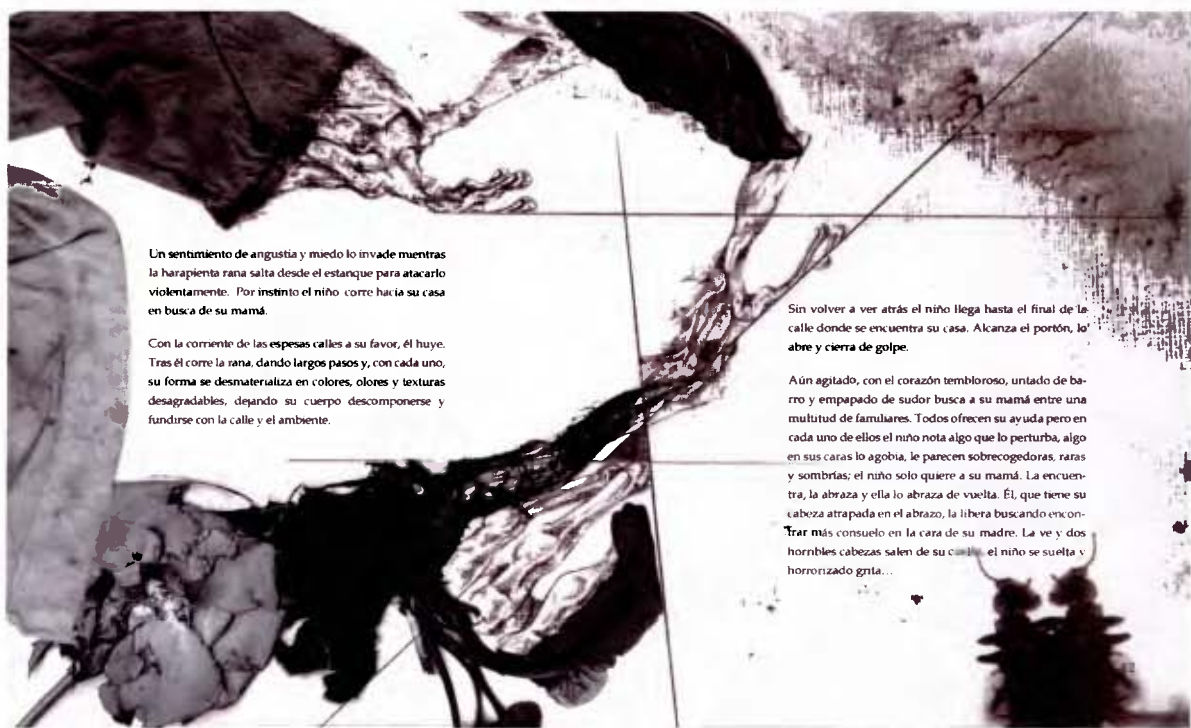 Un sentimiento de angustia y miedo lo invade mientras
la harapienta rana salta desde el estanque para atacarlo
violentamente. Por instinto el niño corre hacia su casa
en busca de su mamá.
Con la corriente de las espesas calles a su favor, él huye.
Tras él corre la rana, dando largos pasos y, con cada uno,
su forma se desmaterializa en colores, olores y texturas
desagradables, dejando su cuerpo descomponerse y
fundirse con la calle y el ambiente.
Sin volver a ver atrás el niño llega hasta el final de la
calle donde se encuentra su casa. Alcanza el portón, lo
abre y cierra de golpe.
Aún agitado, con el corazón tembloroso, untado de ba-
rro y empapado de sudor busca a su mamá entre una
multitud de familiares. Todos ofrecen su ayuda pero en
cada uno de ellos el niño nota algo que lo perturba, algo
en sus caras lo agobia, le parecen sobrecogedoras, raras
y sombrías; el niño solo quiere a su mamá. La encuen-
tra, la abraza y ella lo abraza de vuelta. Él, que tiene su
cabeza atrapada en el abrazo, la libera buscando encon-
trar más consuelo en la cara de su madre. La ve y dos
horribles cabezas salen de su el niño se suelta y
horrorizado grita...